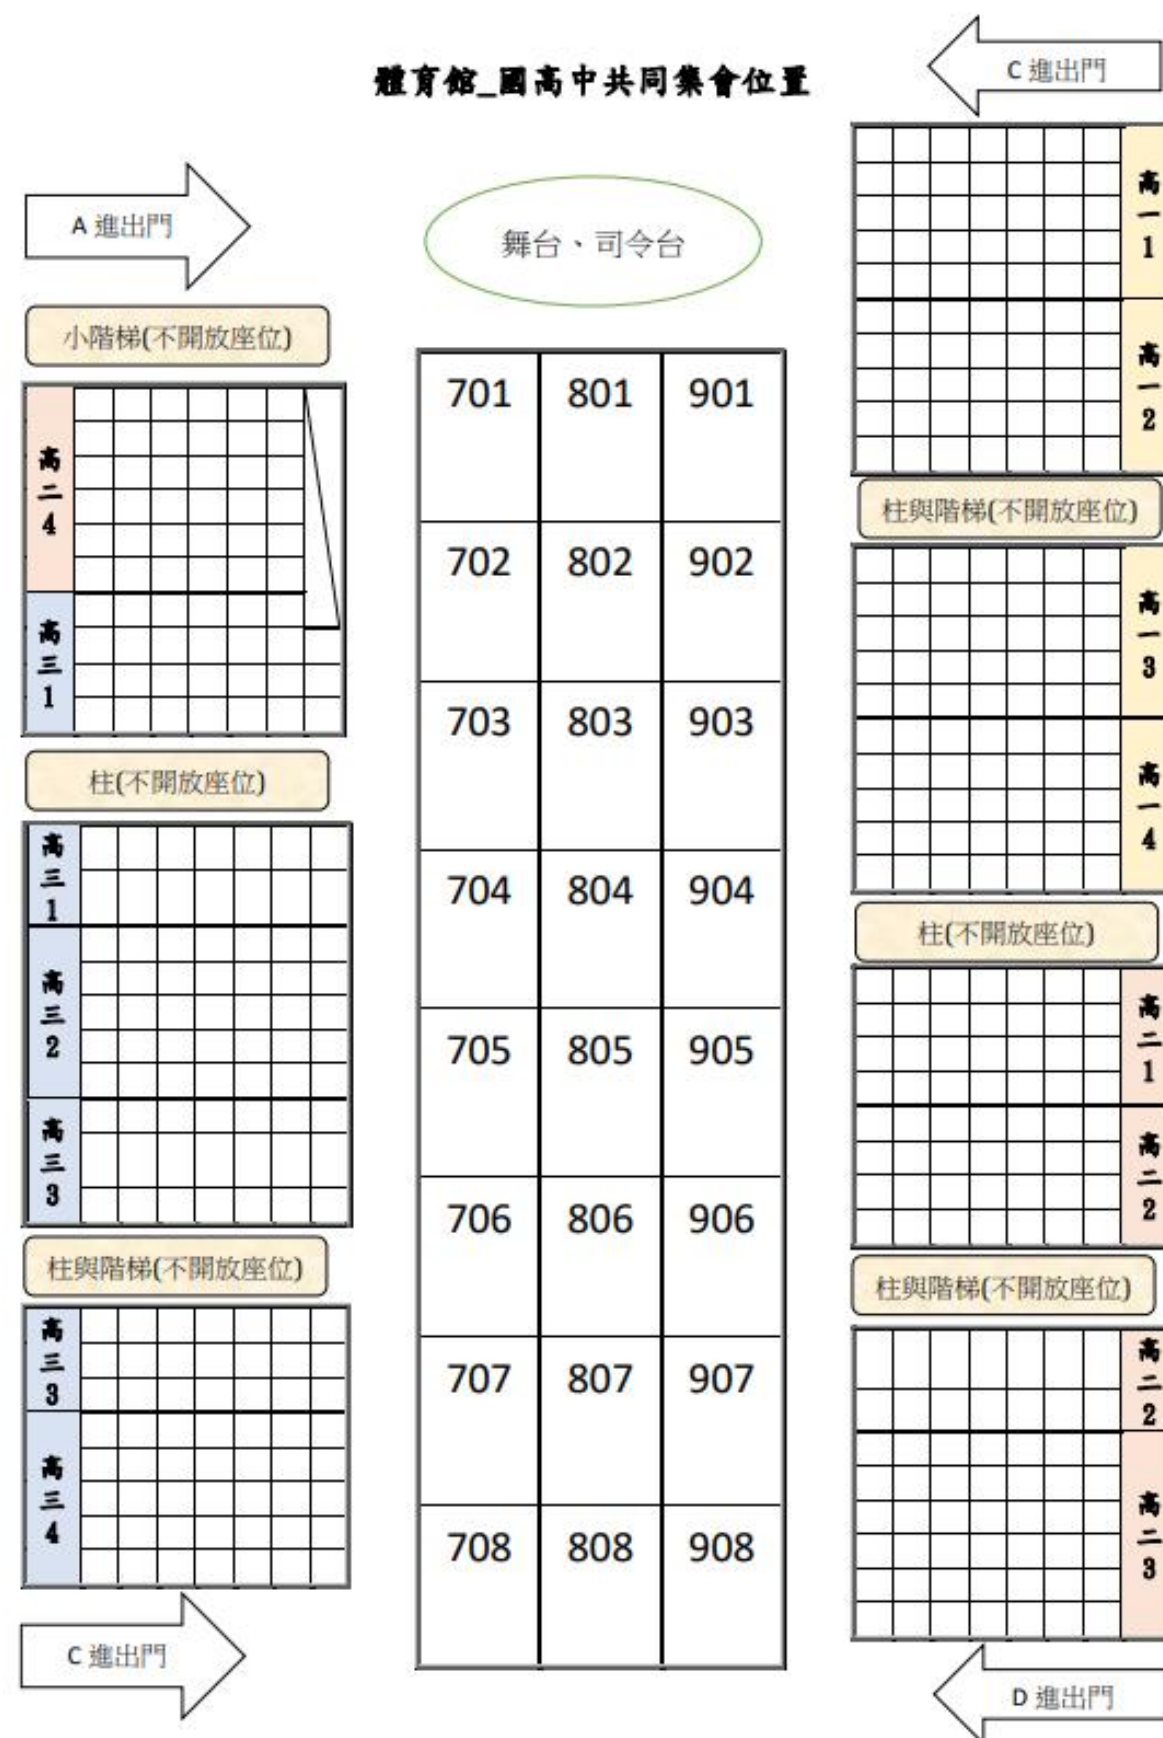 體育館_國高中共同集會位置
C 進出門
A 進出門
舞台、司令台
小階梯(不開放座位)
高二4
高三1
柱(不開放座位)
高三1
高三2
高三3
柱與階梯(不開放座位)
高三3
高三4
C 進出門
701 801 901
702 802 902
703 803 903
704 804 904
705 805 905
706 806 906
707 807 907
708 808 908
高一1
高一2
柱與階梯(不開放座位)
高一3
高一4
柱(不開放座位)
高二1
高二2
柱與階梯(不開放座位)
高二2
高二3
D 進出門